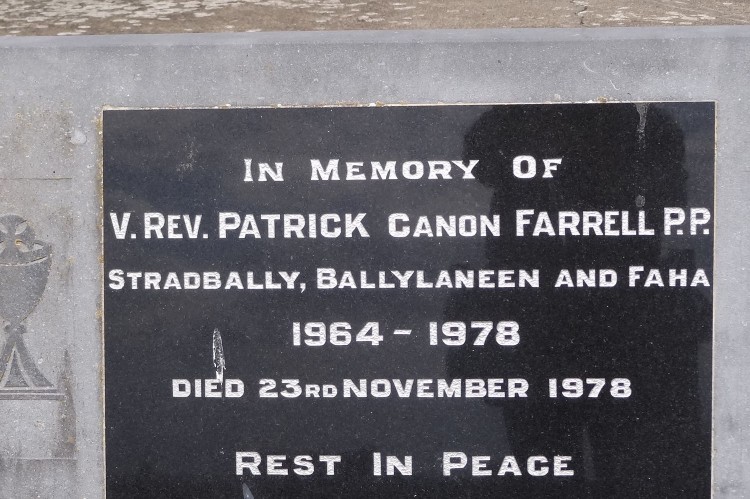 IN MEMORY OF
V. REV. PATRICK CANON FARRELL P.P.
STRADBALLY, BALLYLANEEN AND FAHA
1964 - 1978
DIED 23RD NOVEMBER 1978
REST IN PEACE